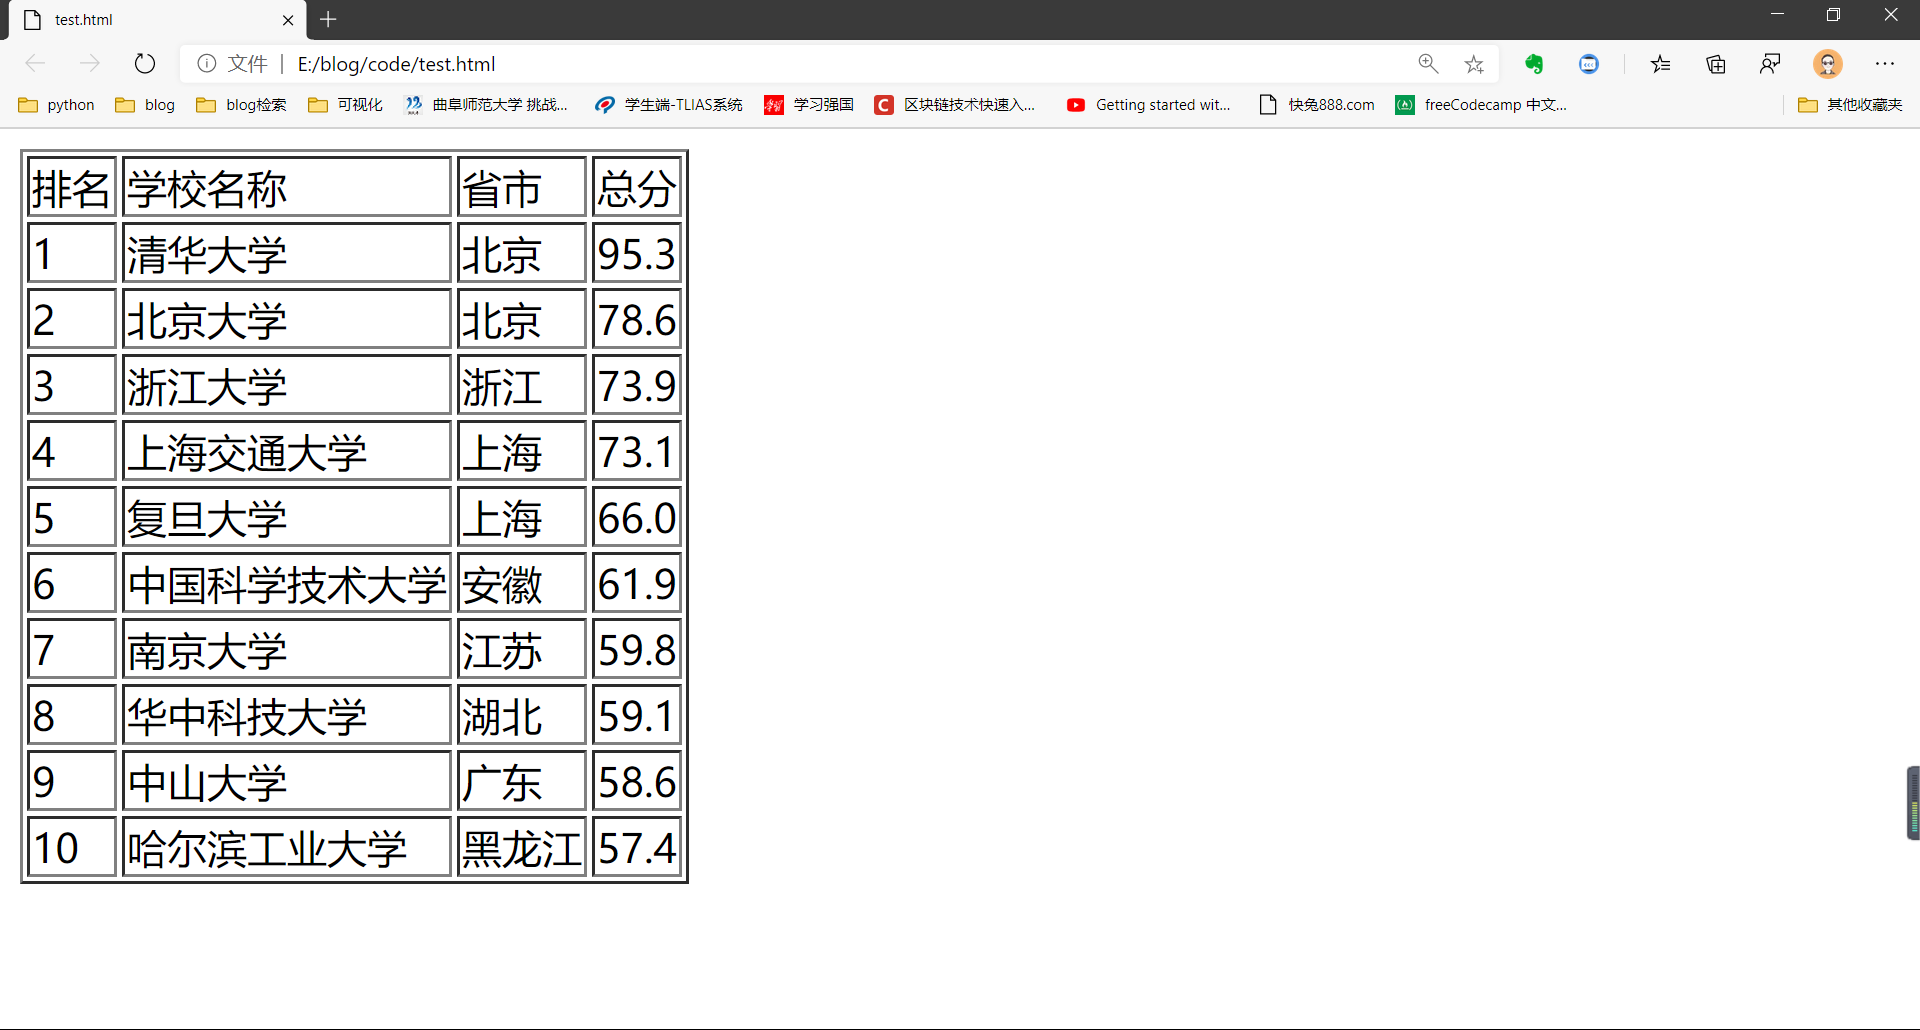 test.html
文件 | E:/blog/code/test.html
python blog blog检索 可视化 曲阜师范大学 挑战... 学生端-TLIAS系统 学习强国 区块链技术快速入... Getting started wit... 快兔888.com freeCodecamp 中文... 其他收藏夹
排名 学校名称 省市 总分
1 清华大学 北京 95.3
2 北京大学 北京 78.6
3 浙江大学 浙江 73.9
4 上海交通大学 上海 73.1
5 复旦大学 上海 66.0
6 中国科学技术大学 安徽 61.9
7 南京大学 江苏 59.8
8 华中科技大学 湖北 59.1
9 中山大学 广东 58.6
10 哈尔滨工业大学 黑龙江 57.4